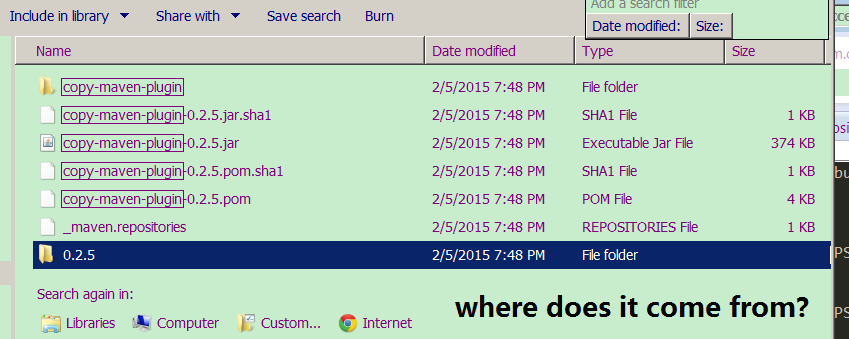 Include in library Share with Save search Burn
Add a search filter
Date modified: Size:
Name Date modified Type Size
copy-maven-plugin 2/5/2015 7:48 PM File folder
copy-maven-plugin-0.2.5.jar.sha1 2/5/2015 7:48 PM SHA1 File 1 KB
copy-maven-plugin-0.2.5.jar 2/5/2015 7:48 PM Executable Jar File 374 KB
copy-maven-plugin-0.2.5.pom.sha1 2/5/2015 7:48 PM SHA1 File 1 KB
copy-maven-plugin-0.2.5.pom 2/5/2015 7:48 PM POM File 4 KB
_maven.repositories 2/5/2015 7:48 PM REPOSITORIES File 1 KB
0.2.5 2/5/2015 7:48 PM File folder
Search again in:
Libraries Computer Custom... Internet
where does it come from?